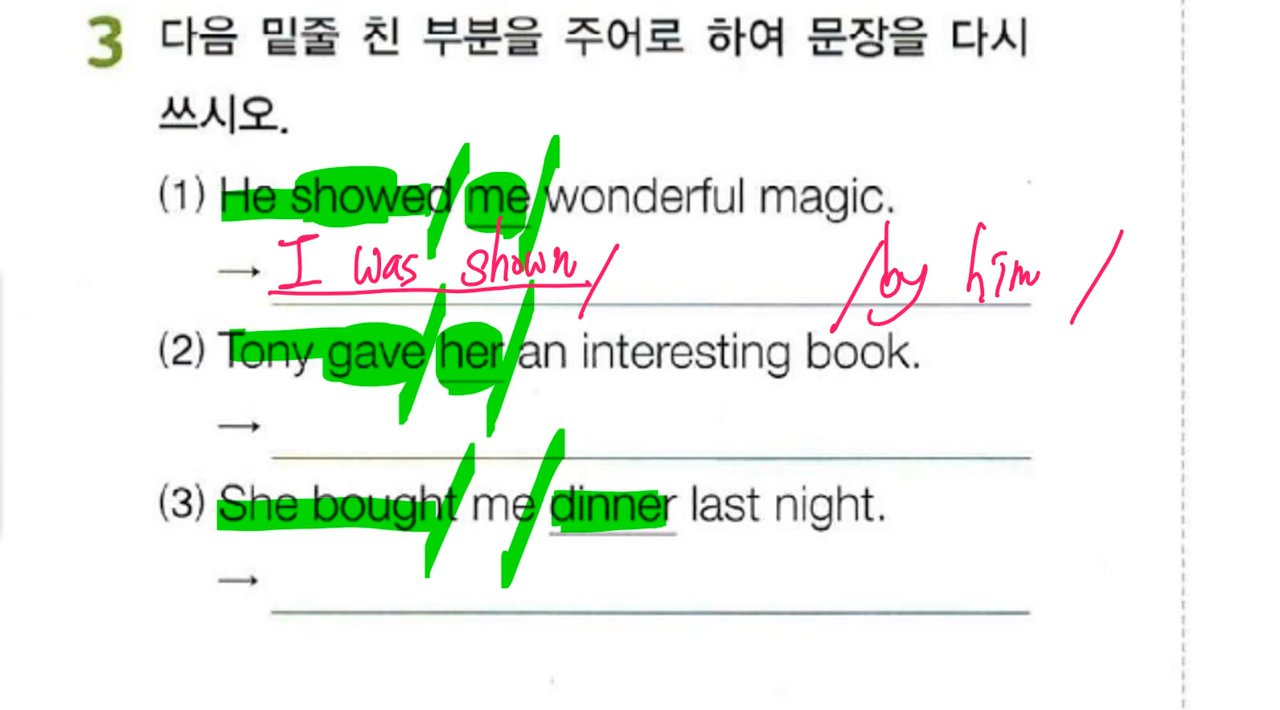 3 다음 밑줄 친 부분을 주어로 하여 문장을 다시
쓰시오.
(1) He showed me wonderful magic.
→ I was shown / / by him /
(2) Tony gave her an interesting book.
→
(3) She bought me dinner last night.
→